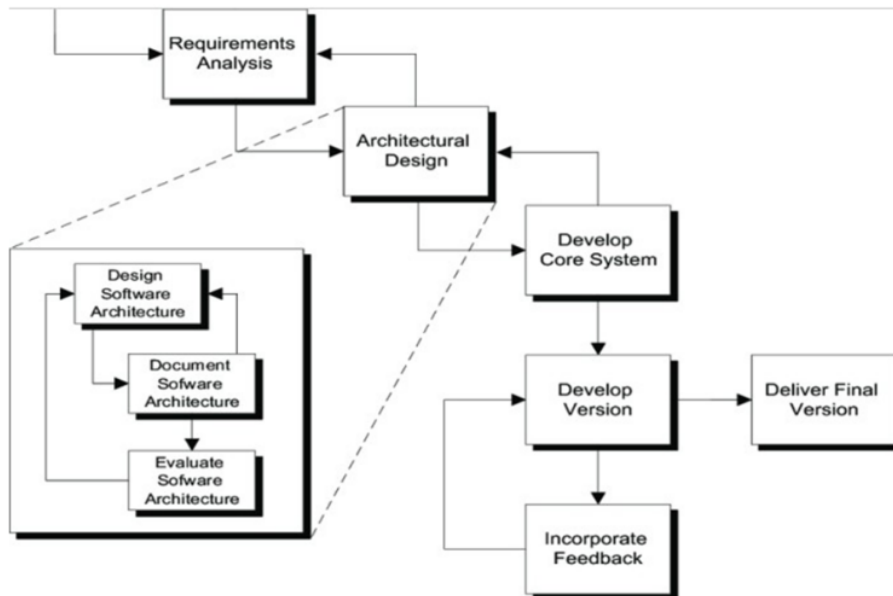 Requirements
Analysis
Architectural
Design
Develop
Core System
Design
Software
Architecture
Document
Sofware
Architecture
Evaluate
Sofware
Architecture
Develop
Version
Deliver Final
Version
Incorporate
Feedback